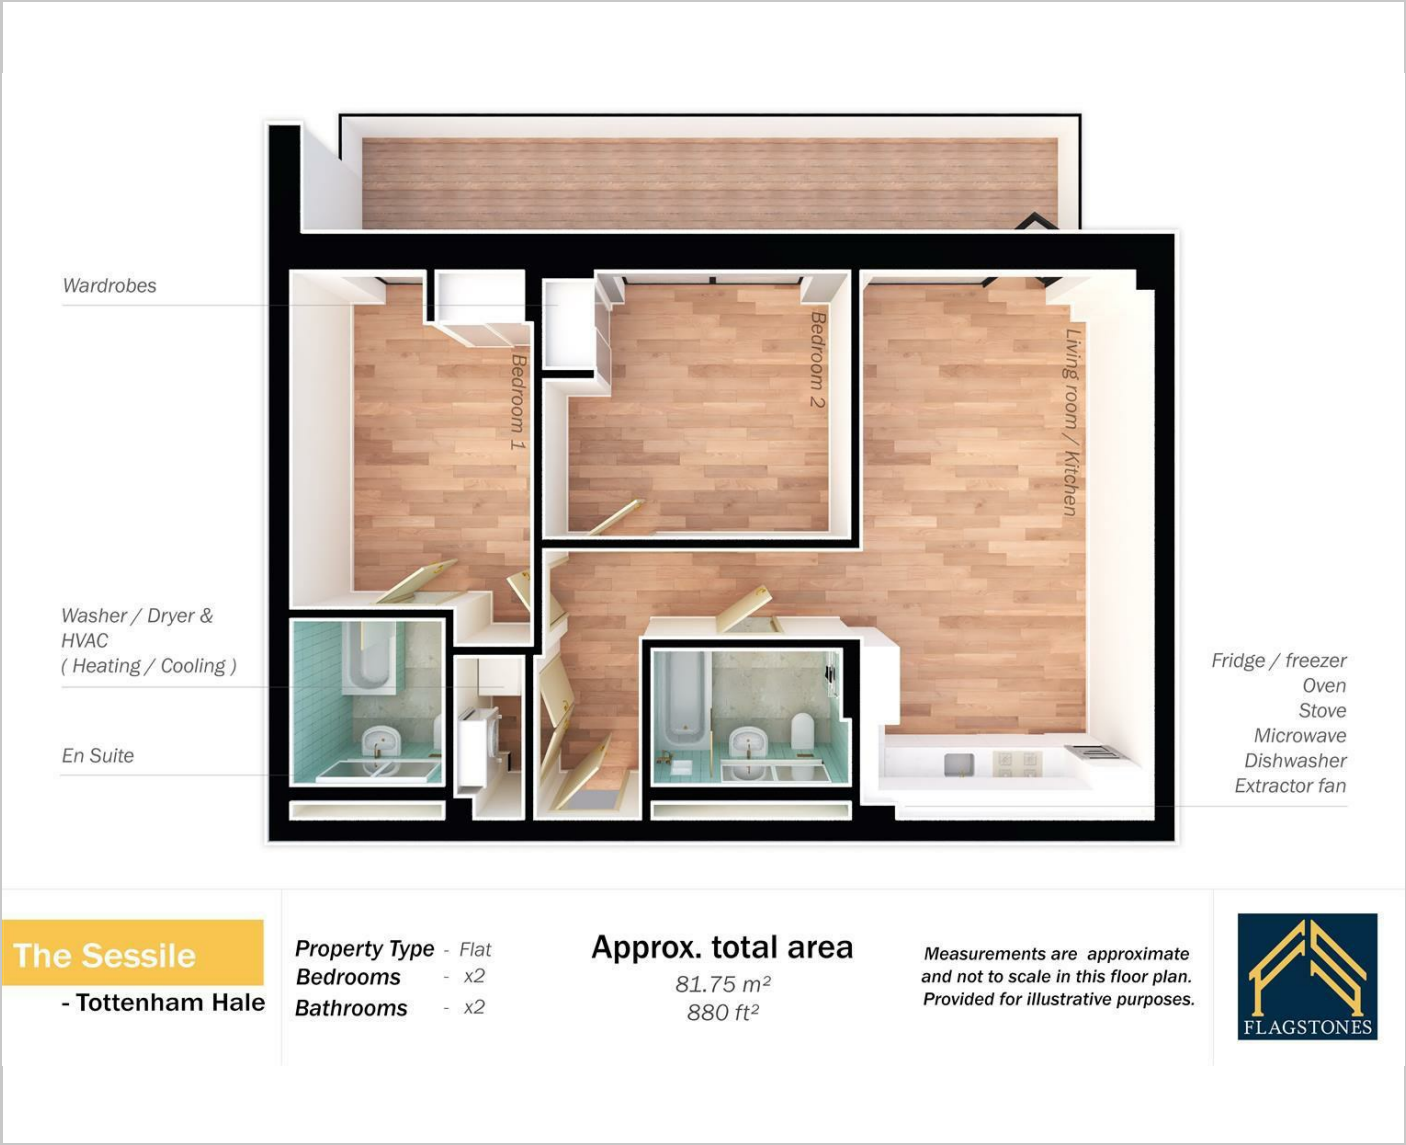 Wardrobes
Bedroom 1
Bedroom 2
Living room / Kitchen
Washer / Dryer &
HVAC
( Heating / Cooling )
En Suite
Fridge / freezer
Oven
Stove
Microwave
Dishwasher
Extractor fan
The Sessile
- Tottenham Hale
Property Type - Flat
Bedrooms - x2
Bathrooms - x2
Approx. total area
81.75 m²
880 ft²
Measurements are approximate
and not to scale in this floor plan.
Provided for illustrative purposes.
FLAGSTONES